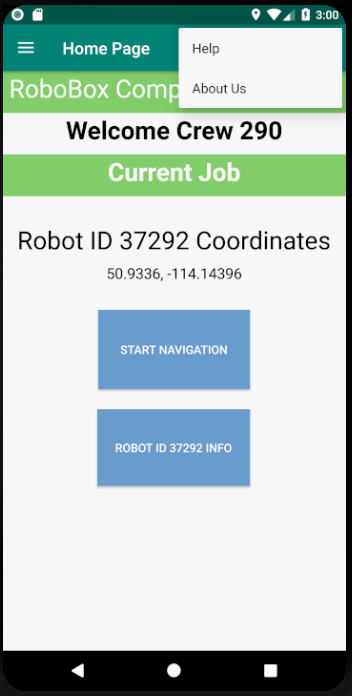 3:00
Home Page
Help
About Us
RoboBox Comp
Welcome Crew 290
Current Job
Robot ID 37292 Coordinates
50.9336, -114.14396
START NAVIGATION
ROBOT ID 37292 INFO